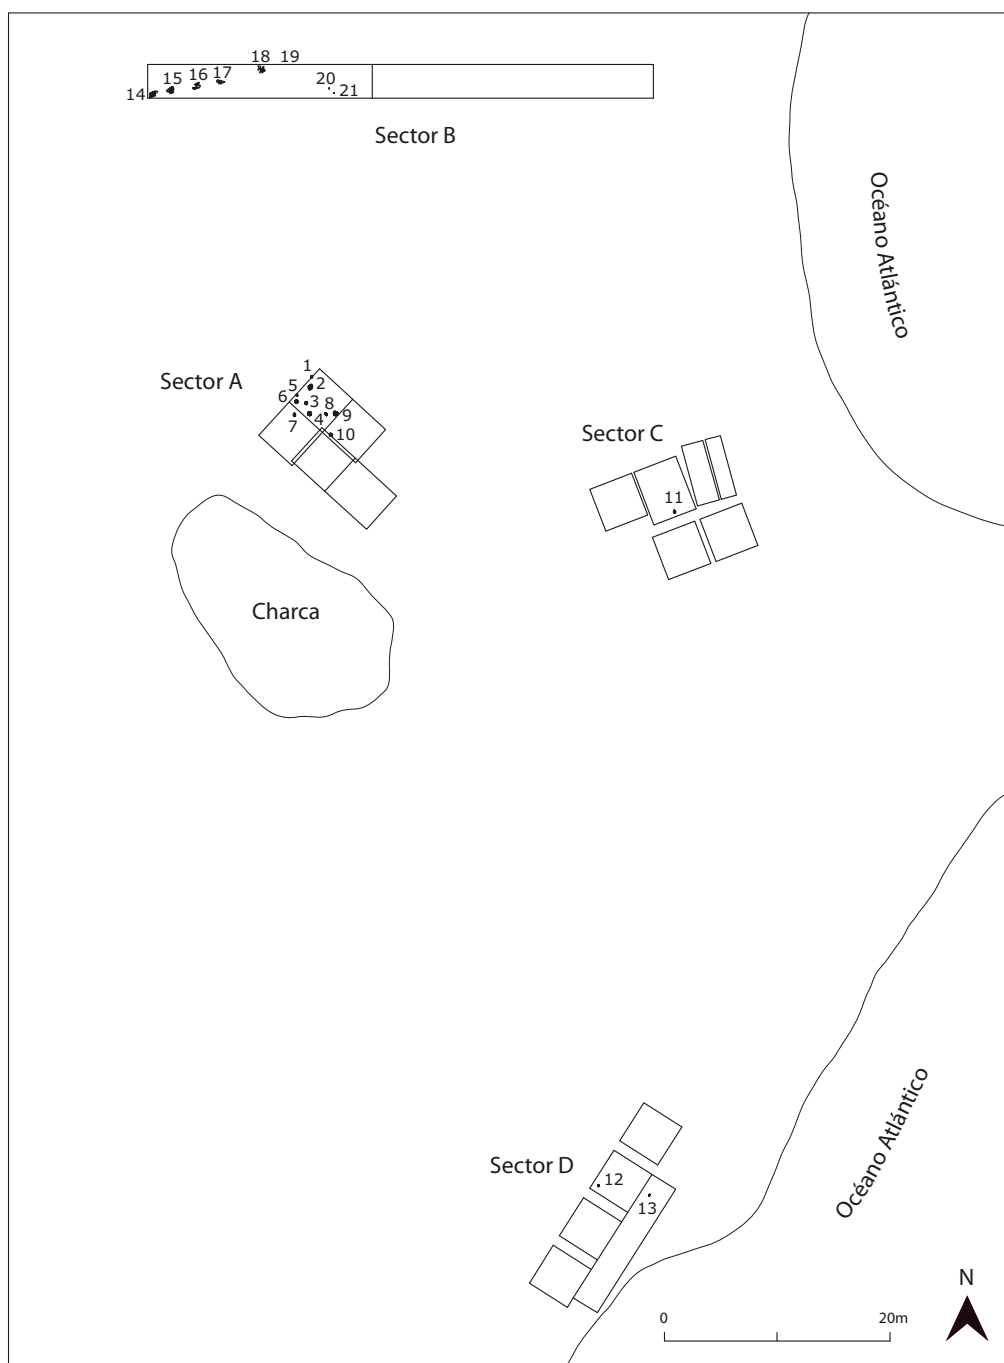 18 19
17
16
15
14
20
21
Sector B
Océano Atlántico
Sector A
1
2
5
6
3
8
9
4
7
10
Sector C
11
Charca
Sector D
12
13
Océano Atlántico
N
0 20m